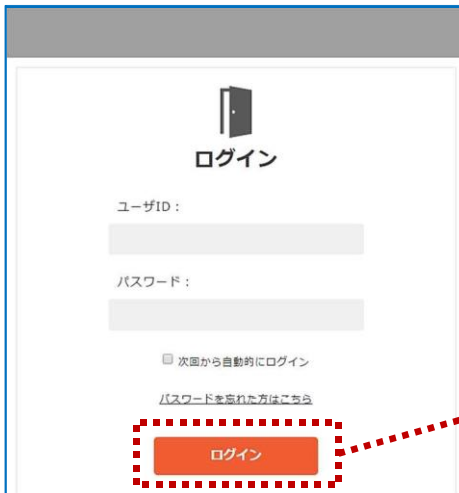 ログイン
ユーザID：
パスワード：
次回から自動的にログイン
パスワードを忘れた方はこちら
ログイン